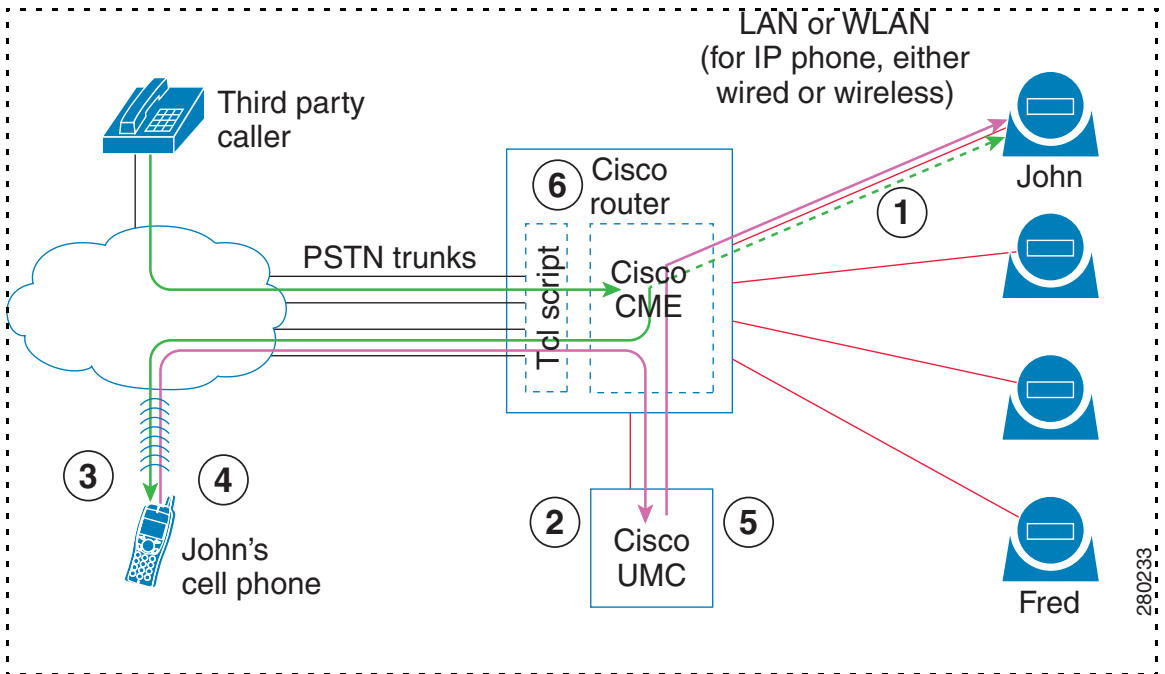 LAN or WLAN
(for IP phone, either
wired or wireless)
Third party
caller
6
Cisco
router
John
1
PSTN trunks
Tcl script
Cisco
CME
3
4
2
5
John's
cell phone
Cisco
UMC
Fred
280233